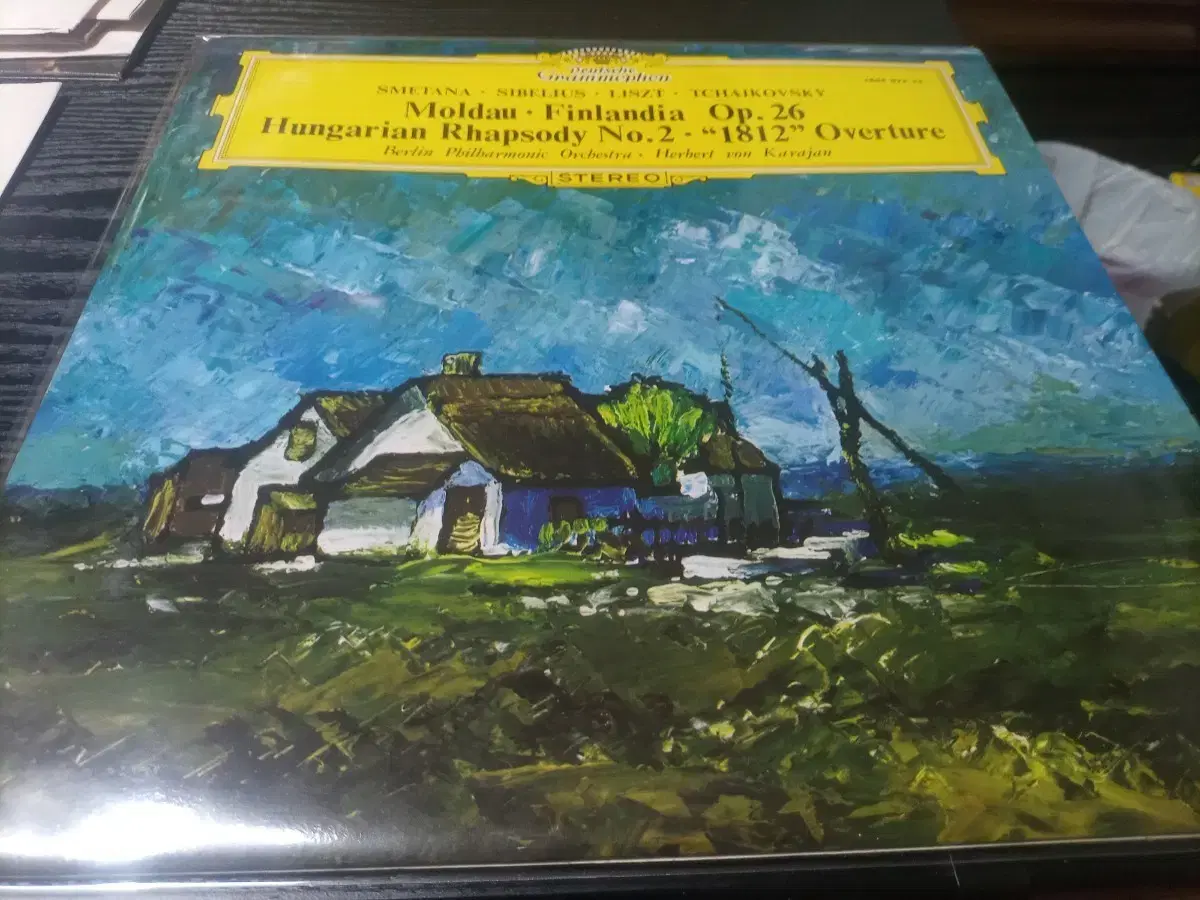 Deutsche
Grammophon
SMETANA · SIBELIUS · LISZT · TCHAIKOVSKY
Moldau · Finlandia Op. 26
Hungarian Rhapsody No. 2 · “1812” Overture
Berlin Philharmonic Orchestra · Herbert von Karajan
STEREO